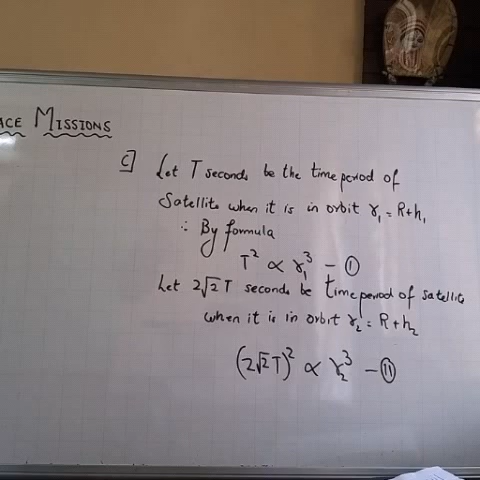 ACE MISSIONS
C] Let T seconds be the time period of
Satellite when it is in orbit r₁ = R+h₁
∴ By formula
T² ∝ r₁³ – (I)
Let 2√2 T seconds be time period of satellite
when it is in orbit r₂ = R+h₂
(2√2 T)² ∝ r₂³ – (II)